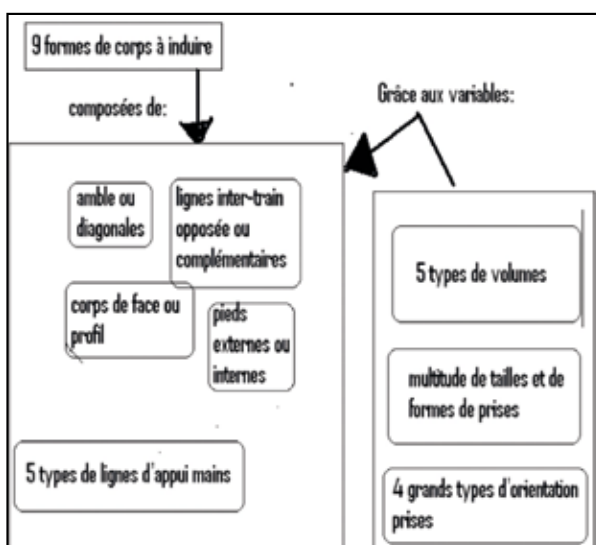 9 formes de corps à induire
composées de:
Grâce aux variables:
amble ou
diagonales
lignes inter-train
opposée ou
complémentaires
corps de face ou
profil
pieds
externes ou
internes
5 types de lignes d'appui mains
5 types de volumes
multitude de tailles et de
formes de prises
4 grands types d'orientation
prises